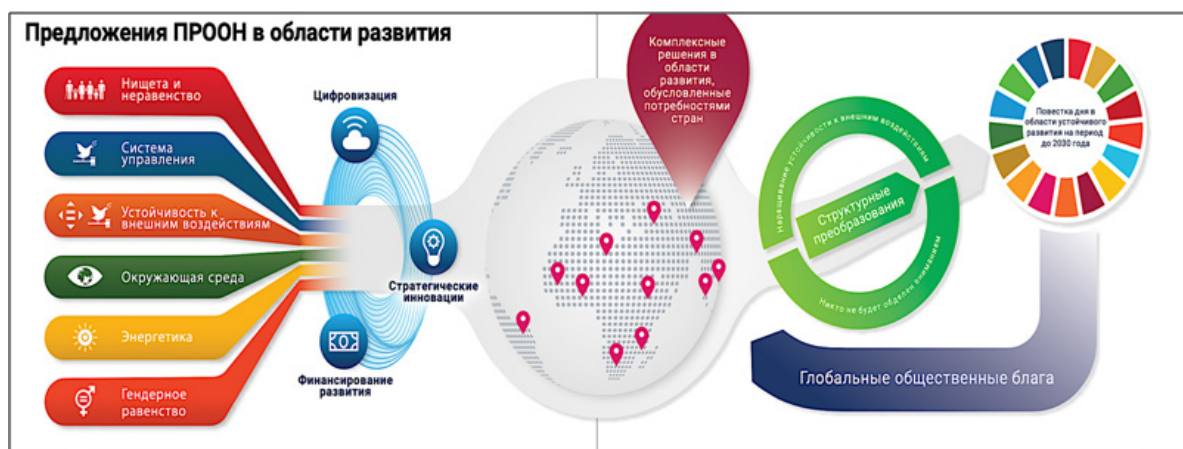 Предложения ПРООН в области развития
Нищета и
неравенство
Система
управления
Устойчивость к
внешним воздействиям
Окружающая среда
Энергетика
Гендерное
равенство
Цифровизация
Стратегические
инновации
Финансирование
развития
Комплексные
решения в
области
развития,
обусловленные
потребностями
стран
Наращивание устойчивости к внешним воздействиям
Структурные
преобразования
Никто не будет обделен вниманием
Повестка дня в
области устойчивого
развития на период
до 2030 года
Глобальные общественные блага